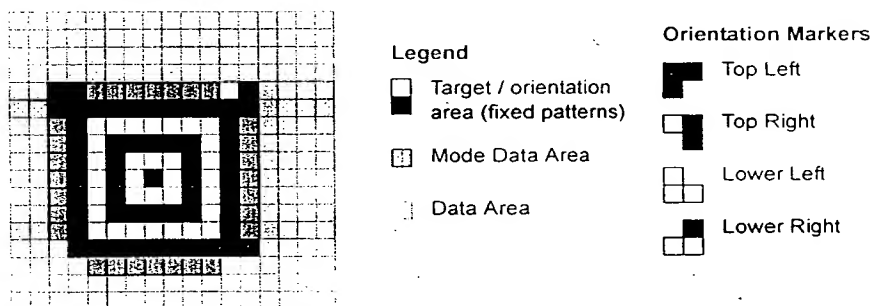 Legend
Target / orientation
area (fixed patterns)
Mode Data Area
Data Area
Orientation Markers
Top Left
Top Right
Lower Left
Lower Right